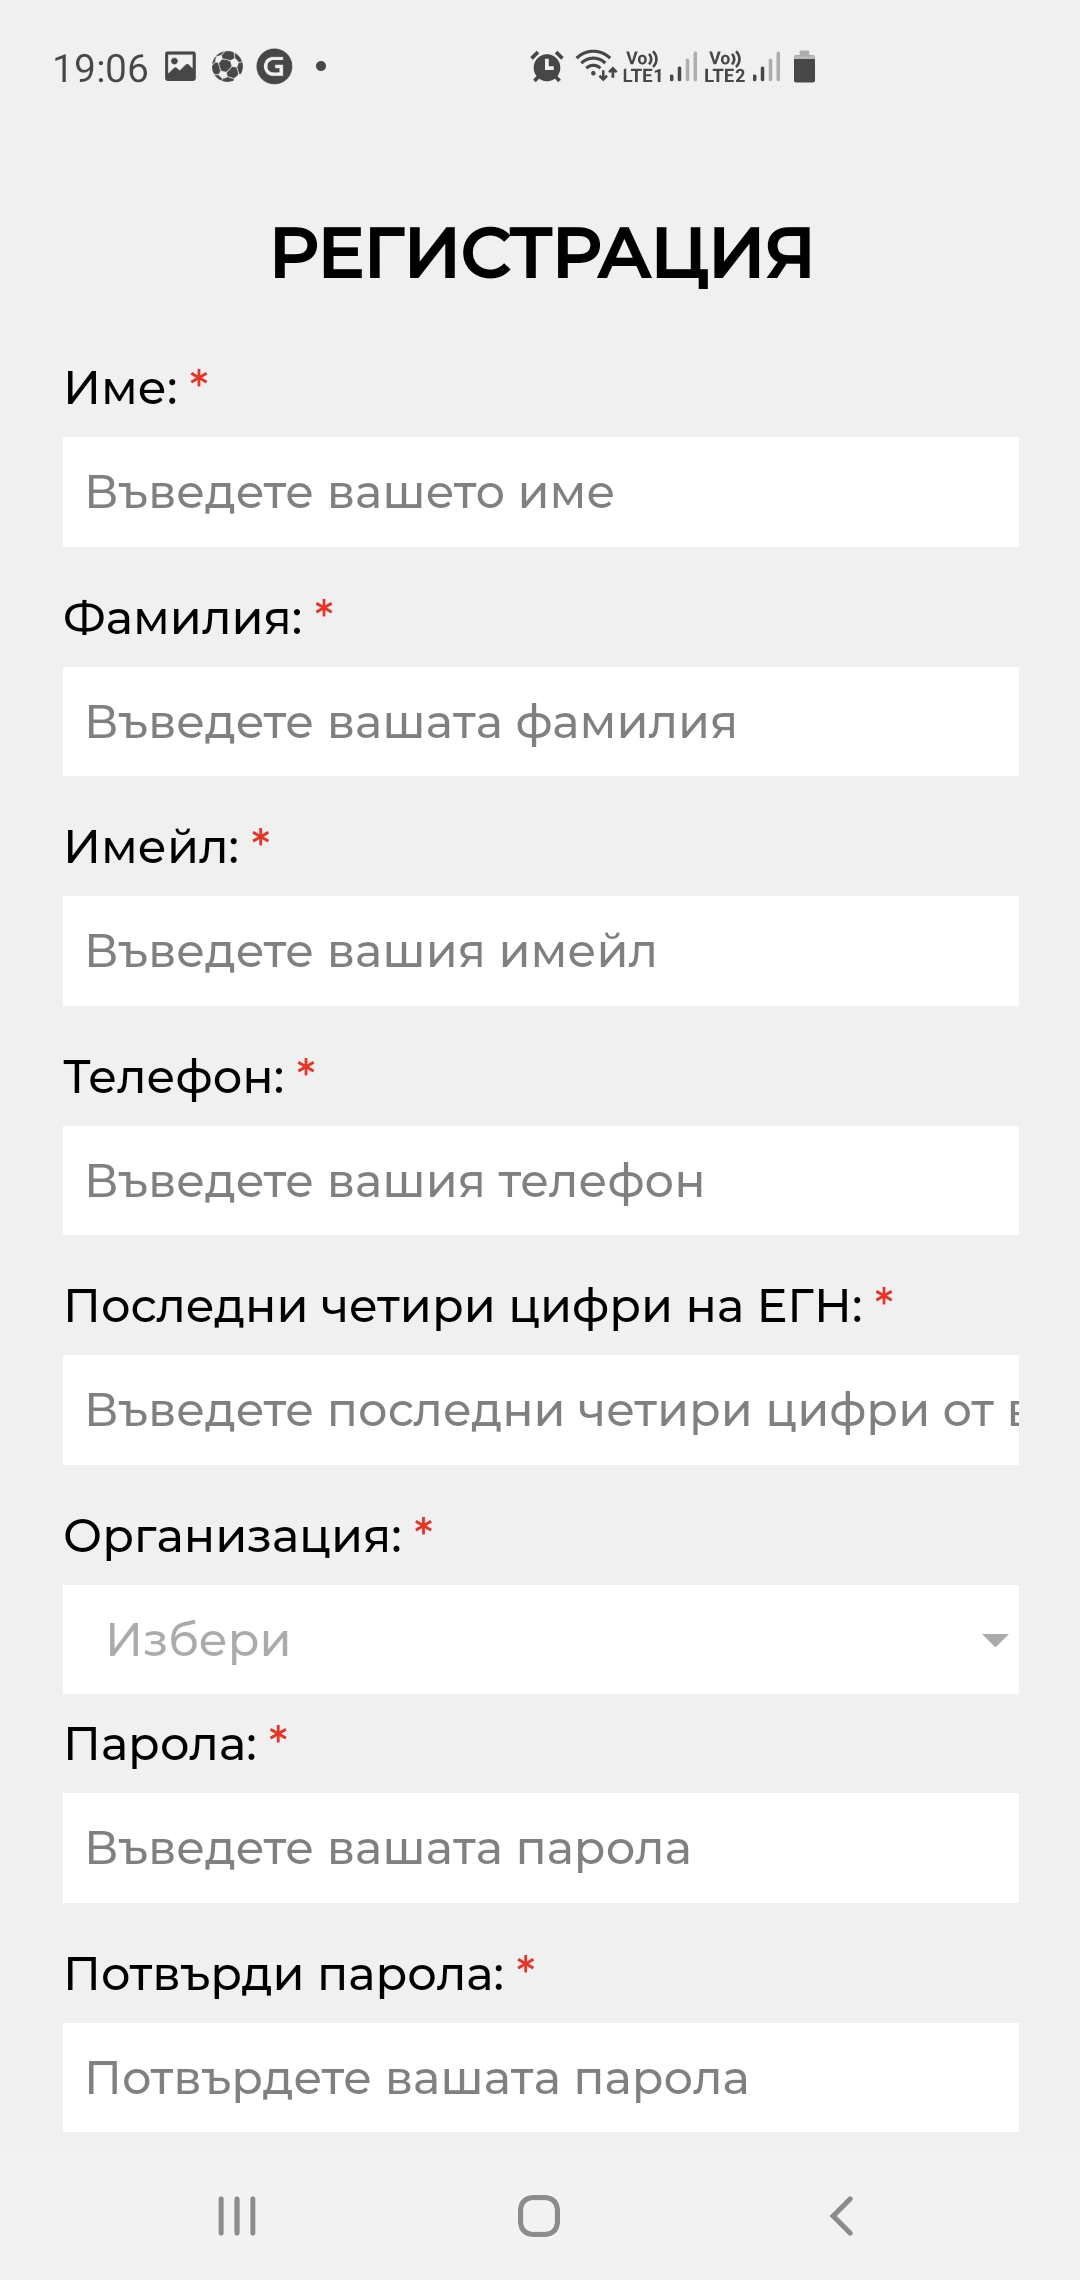 19:06 Vo)) LTE1 Vo)) LTE2
РЕГИСТРАЦИЯ
Име: *
Въведете вашето име
Фамилия: *
Въведете вашата фамилия
Имейл: *
Въведете вашия имейл
Телефон: *
Въведете вашия телефон
Последни четири цифри на ЕГН: *
Въведете последни четири цифри от
Организация: *
Избери
Парола: *
Въведете вашата парола
Потвърди парола: *
Потвърдете вашата парола